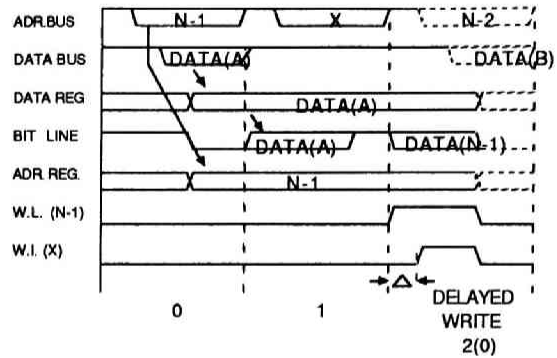 ADR.BUS N-1 X N-2
DATA BUS DATA(A) DATA(B)
DATA REG DATA(A)
BIT LINE DATA(A) DATA(N-1)
ADR. REG. N-1
W.L. (N-1)
W.I. (X)
Δ
0 1 DELAYED
WRITE
2(0)